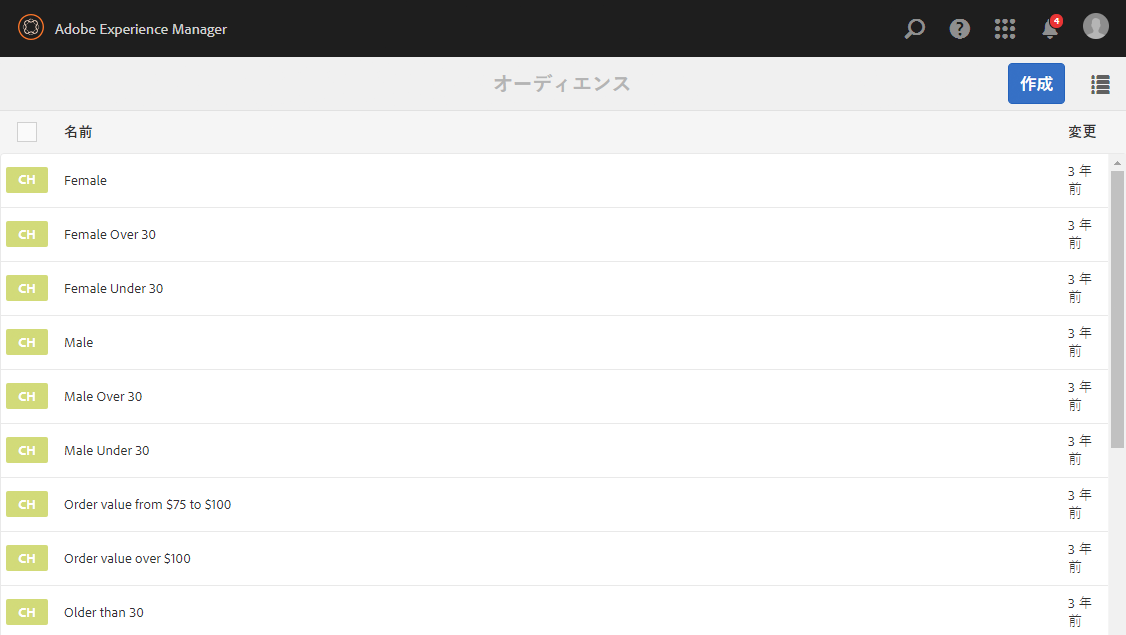 Adobe Experience Manager
?
4
オーディエンス
作成
名前
変更
CH
Female
3 年
前
CH
Female Over 30
3 年
前
CH
Female Under 30
3 年
前
CH
Male
3 年
前
CH
Male Over 30
3 年
前
CH
Male Under 30
3 年
前
CH
Order value from $75 to $100
3 年
前
CH
Order value over $100
3 年
前
CH
Older than 30
3 年
前